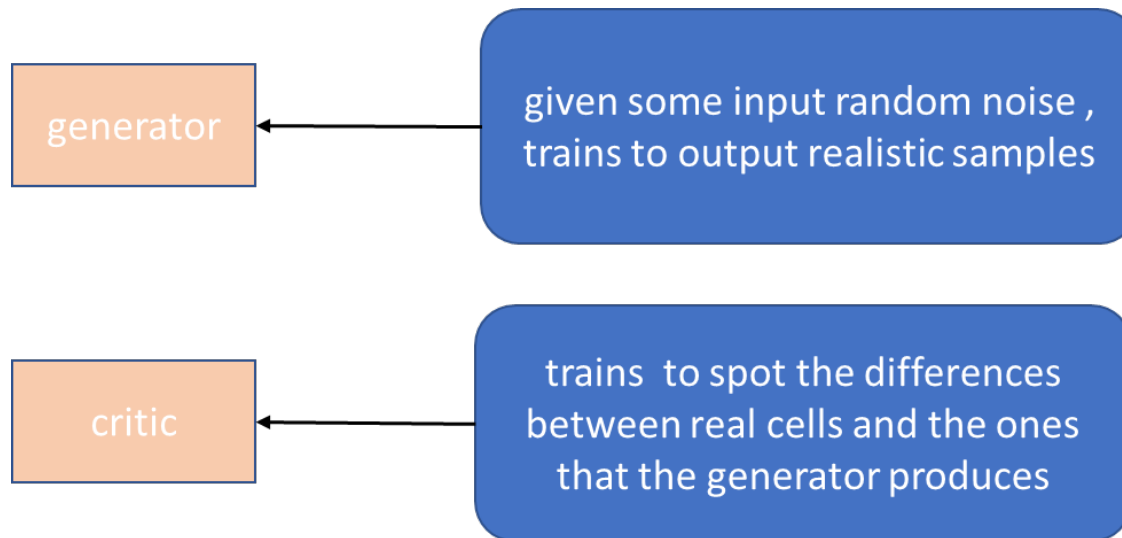 generator
given some input random noise ,
trains to output realistic samples
critic
trains  to spot the differences
between real cells and the ones
that the generator produces